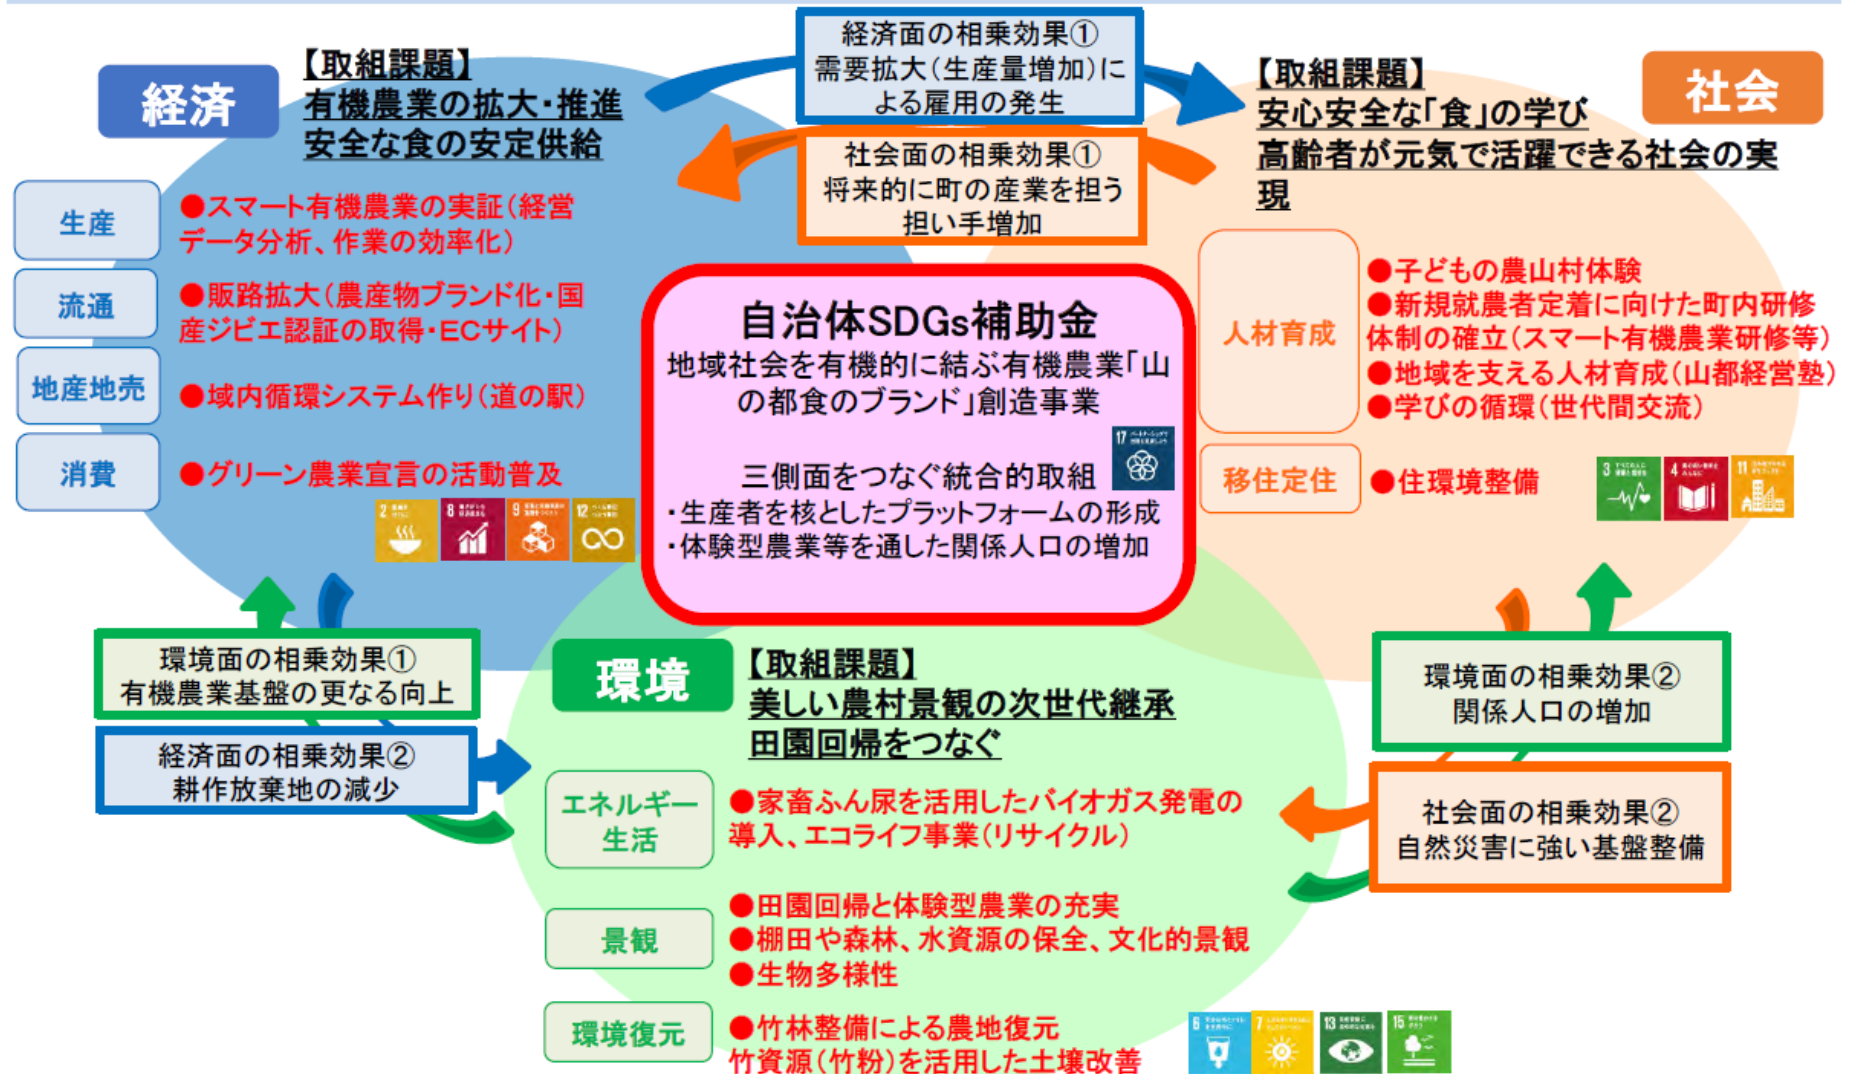 経済面の相乗効果①
需要拡大(生産量増加)に
よる雇用の発生
社会面の相乗効果①
将来的に町の産業を担う
担い手増加
経済
【取組課題】
有機農業の拡大・推進
安全な食の安定供給
生産
●スマート有機農業の実証(経営
データ分析、作業の効率化)
流通
●販路拡大(農産物ブランド化・国
産ジビエ認証の取得・ECサイト)
地産地売
●域内循環システム作り(道の駅)
消費
●グリーン農業宣言の活動普及
2
8
9
12
社会
【取組課題】
安心安全な「食」の学び
高齢者が元気で活躍できる社会の実
現
人材育成
●子どもの農山村体験
●新規就農者定着に向けた町内研修
体制の確立(スマート有機農業研修等)
●地域を支える人材育成(山都経営塾)
●学びの循環(世代間交流)
移住定住
●住環境整備
3
4
11
自治体SDGs補助金
地域社会を有機的に結ぶ有機農業「山
の都食のブランド」創造事業
17
三側面をつなぐ統合的取組
・生産者を核としたプラットフォームの形成
・体験型農業等を通した関係人口の増加
環境面の相乗効果①
有機農業基盤の更なる向上
経済面の相乗効果②
耕作放棄地の減少
環境面の相乗効果②
関係人口の増加
社会面の相乗効果②
自然災害に強い基盤整備
環境
【取組課題】
美しい農村景観の次世代継承
田園回帰をつなぐ
エネルギー
生活
●家畜ふん尿を活用したバイオガス発電の
導入、エコライフ事業(リサイクル)
景観
●田園回帰と体験型農業の充実
●棚田や森林、水資源の保全、文化的景観
●生物多様性
環境復元
●竹林整備による農地復元
竹資源(竹粉)を活用した土壌改善
6
7
13
15